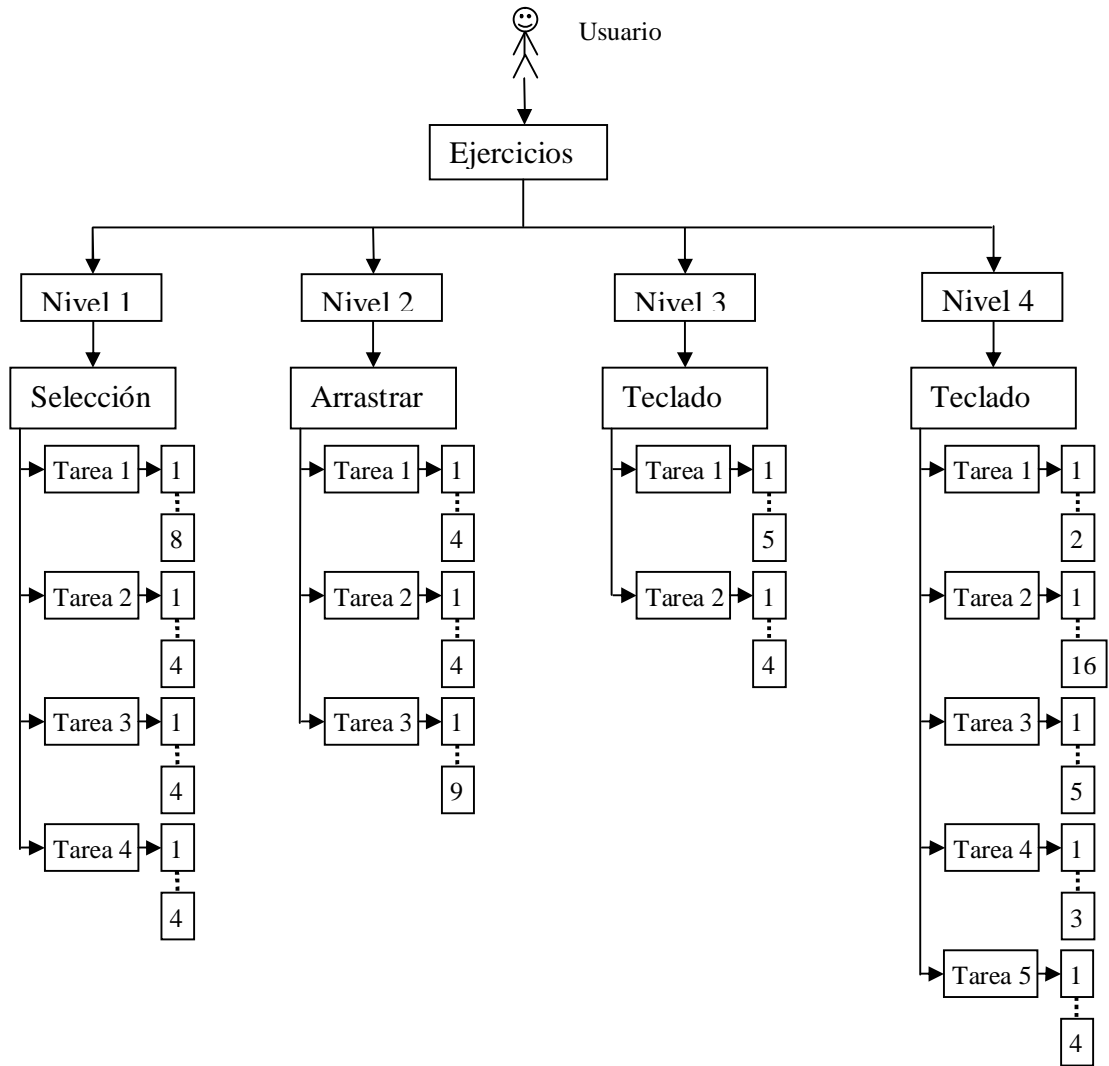 Usuario
Ejercicios
Nivel 1
Nivel 2
Nivel 3
Nivel 4
Selección
Arrastrar
Teclado
Teclado
Tarea 1 1
8
Tarea 2 1
4
Tarea 3 1
4
Tarea 4 1
4
Tarea 1 1
4
Tarea 2 1
4
Tarea 3 1
9
Tarea 1 1
5
Tarea 2 1
4
Tarea 1 1
2
Tarea 2 1
16
Tarea 3 1
5
Tarea 4 1
3
Tarea 5 1
4